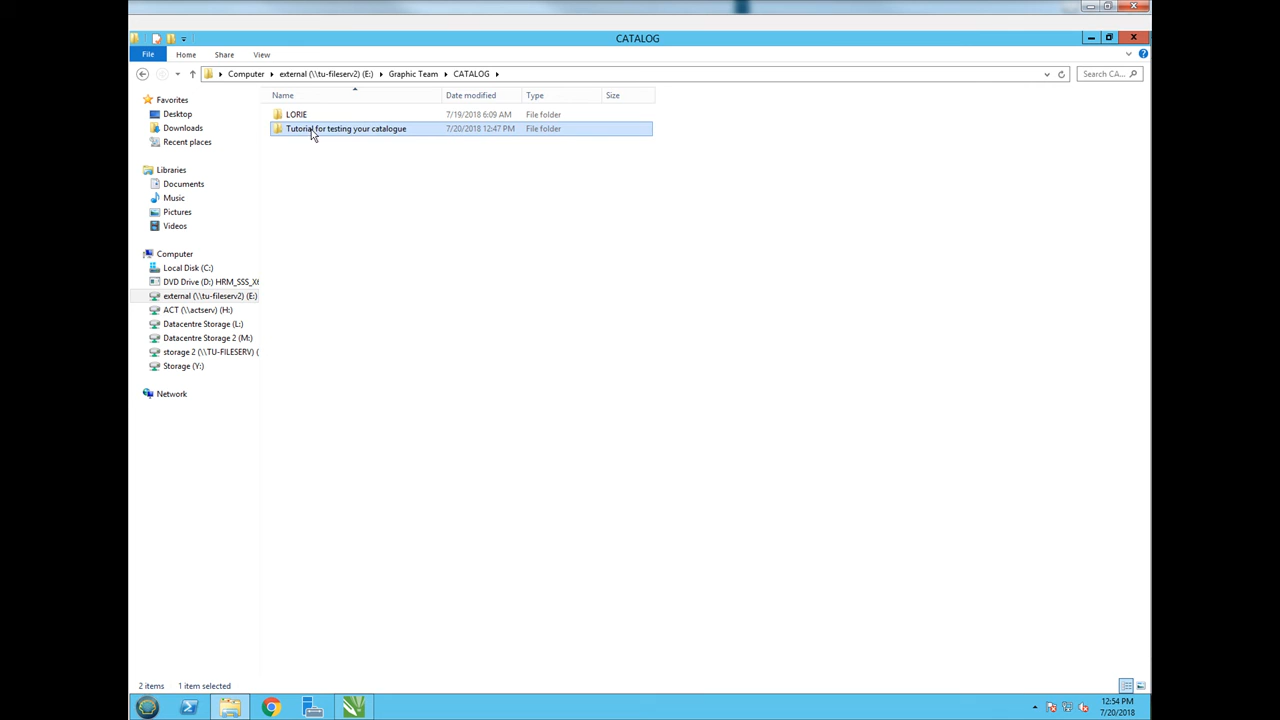 CATALOG
File Home Share View
Computer external (\\tu-fileserv2) (E:) Graphic Team CATALOG
Search CA...
Favorites
Desktop
Downloads
Recent places
Libraries
Documents
Music
Pictures
Videos
Computer
Local Disk (C:)
DVD Drive (D:) HRM_SSS_X6
external (\\tu-fileserv2) (E:)
ACT (\\actserv) (H:)
Datacentre Storage (L:)
Datacentre Storage 2 (M:)
storage 2 (\\TU-FILESERV) (
Storage (Y:)
Network
Name Date modified Type Size
LORIE 7/19/2018 6:09 AM File folder
Tutorial for testing your catalogue 7/20/2018 12:47 PM File folder
2 items 1 item selected
12:54 PM
7/20/2018